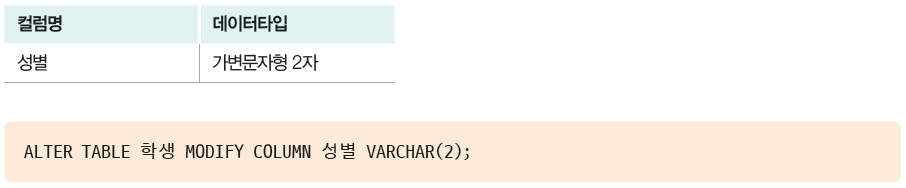 컬럼명 데이터타입
성별 가변문자형 2자
ALTER TABLE 학생 MODIFY COLUMN 성별 VARCHAR(2);